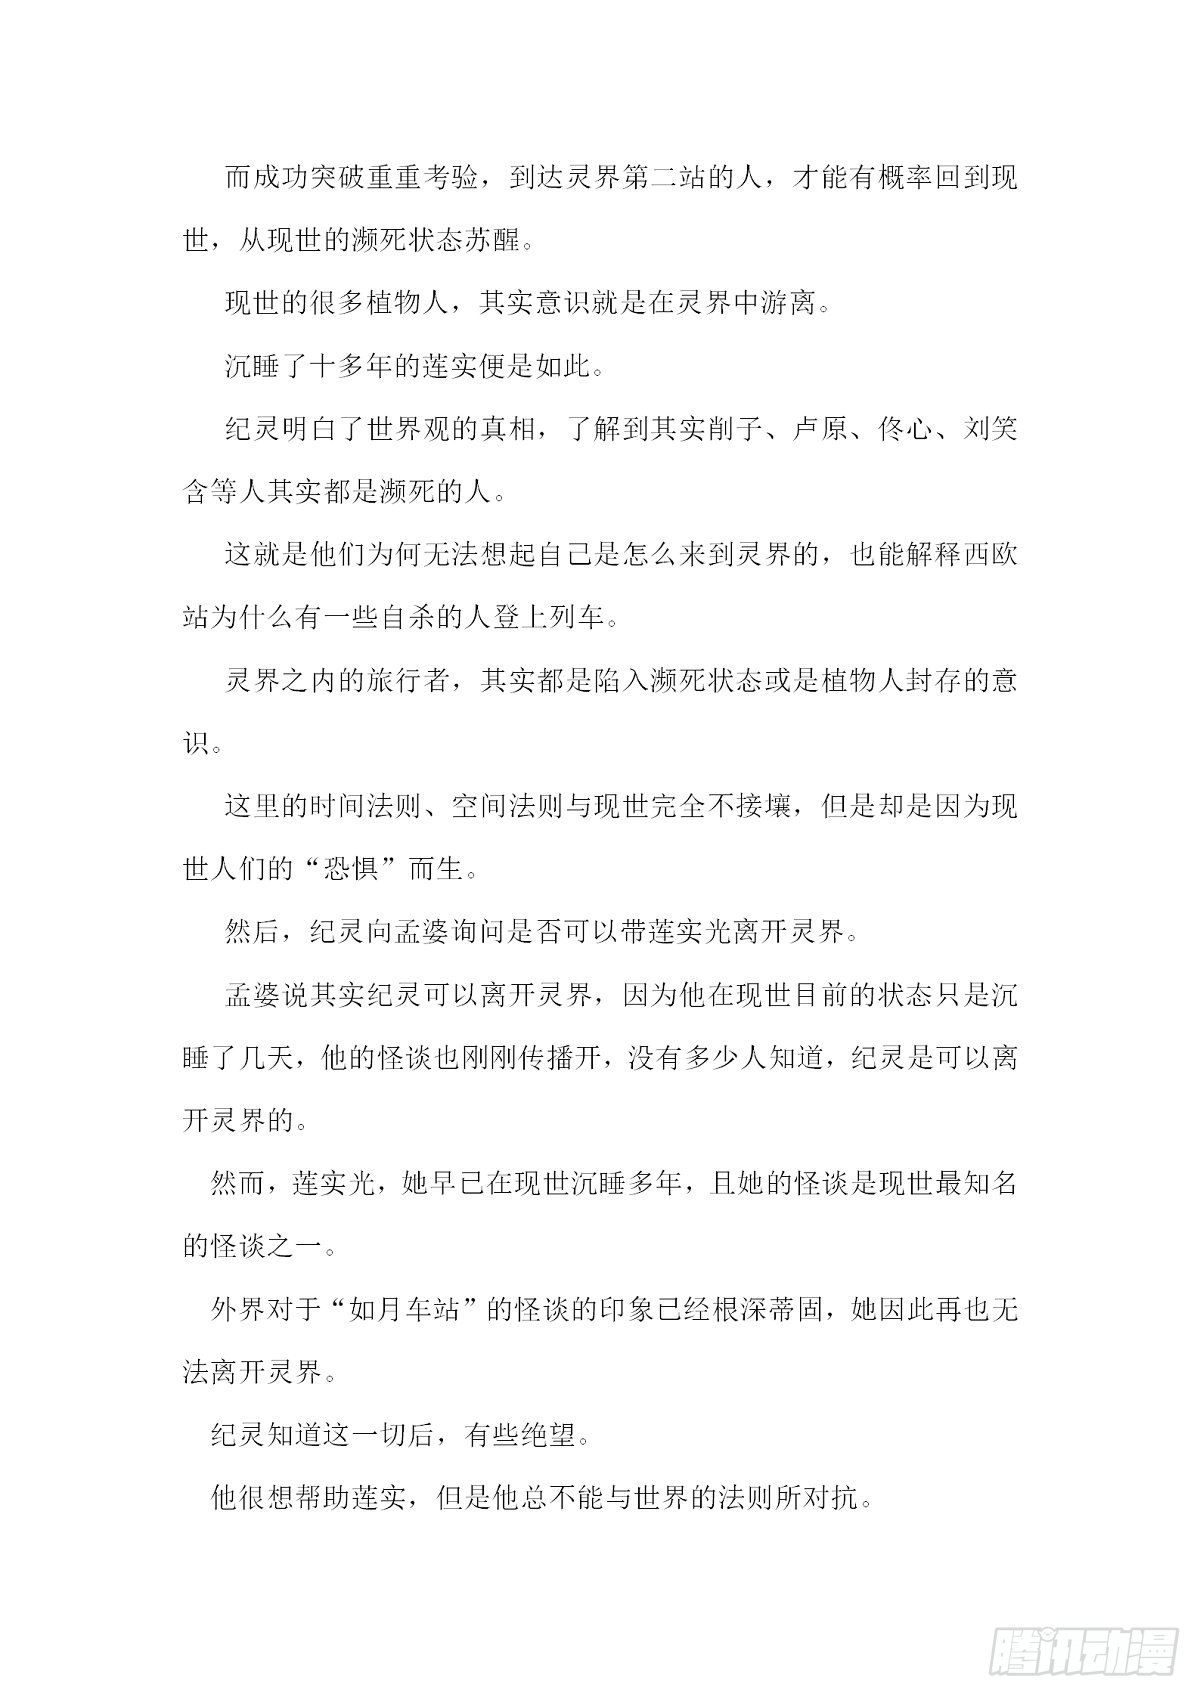 而成功突破重重考验，到达灵界第二站的人，才能有概率回到现
世，从现世的濒死状态苏醒。
现世的很多植物人，其实意识就是在灵界中游离。
沉睡了十多年的莲实便是如此。
纪灵明白了世界观的真相，了解到其实削子、卢原、佟心、刘笑
含等人其实都是濒死的人。
这就是他们为何无法想起自己是怎么来到灵界的，也能解释西欧
站为什么有一些自杀的人登上列车。
灵界之内的旅行者，其实都是陷入濒死状态或是植物人封存的意
识。
这里的时间法则、空间法则与现世完全不接壤，但是却是因为现
世人们的“恐惧”而生。
然后，纪灵向孟婆询问是否可以带莲实光离开灵界。
孟婆说其实纪灵可以离开灵界，因为他在现世目前的状态只是沉
睡了几天，他的怪谈也刚刚传播开，没有多少人知道，纪灵是可以离
开灵界的。
然而，莲实光，她早已在现世沉睡多年，且她的怪谈是现世最知名
的怪谈之一。
外界对于“如月车站”的怪谈的印象已经根深蒂固，她因此再也无
法离开灵界。
纪灵知道这一切后，有些绝望。
他很想帮助莲实，但是他总不能与世界的法则所对抗。
腾讯动漫